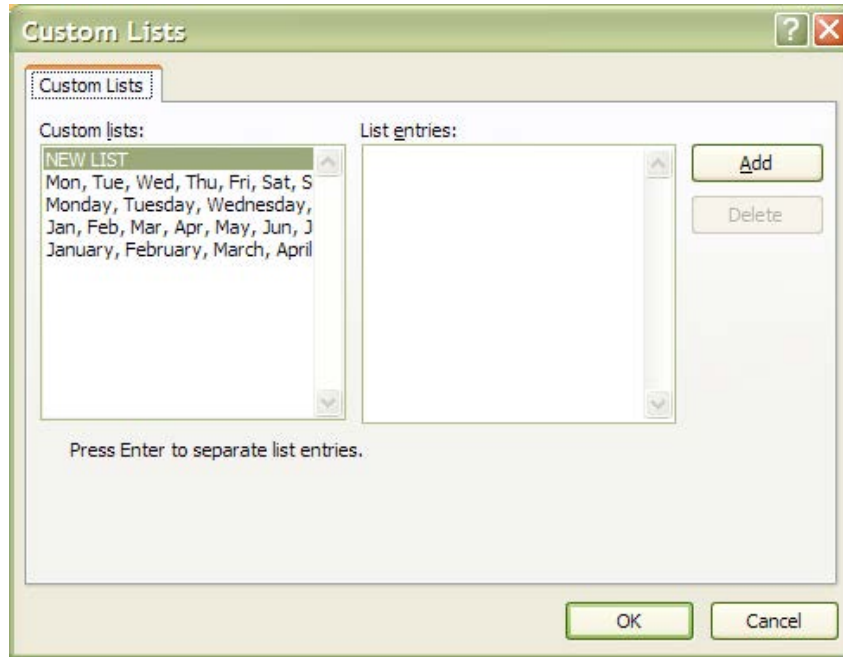 Custom Lists
?
Custom Lists
Custom lists:
NEW LIST
Mon, Tue, Wed, Thu, Fri, Sat, S
Monday, Tuesday, Wednesday,
Jan, Feb, Mar, Apr, May, Jun, J
January, February, March, April
List entries:
Add
Delete
Press Enter to separate list entries.
OK
Cancel